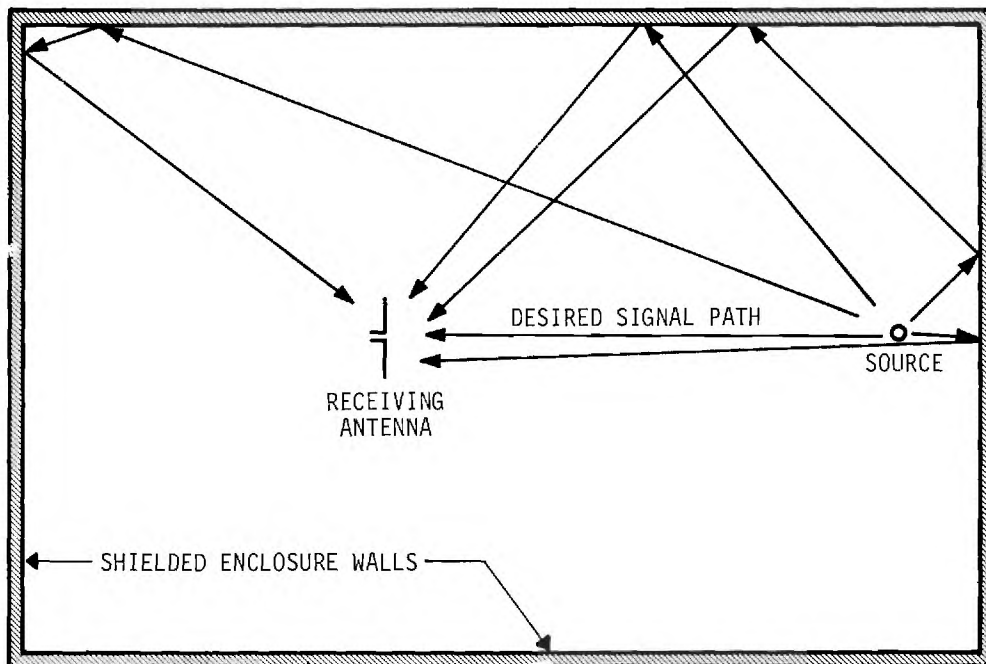 DESIRED SIGNAL PATH
SOURCE
RECEIVING
ANTENNA
SHIELDED ENCLOSURE WALLS